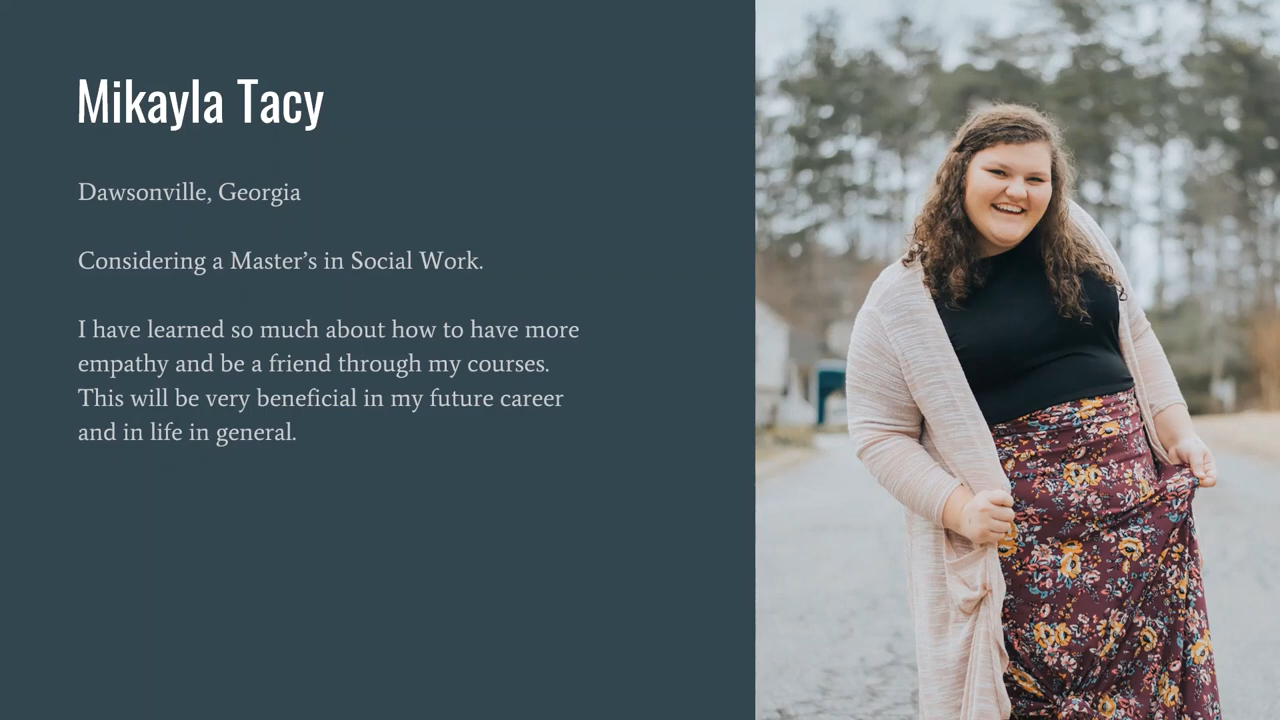 Mikayla Tacy
Dawsonville, Georgia
Considering a Master’s in Social Work.
I have learned so much about how to have more
empathy and be a friend through my courses.
This will be very beneficial in my future career
and in life in general.